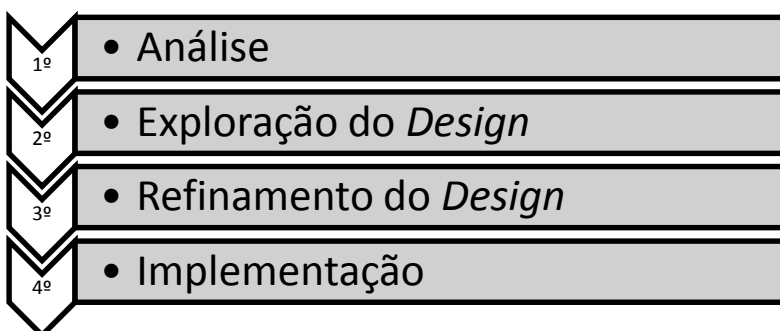 1º • Análise
2º • Exploração do Design
3º • Refinamento do Design
4º • Implementação